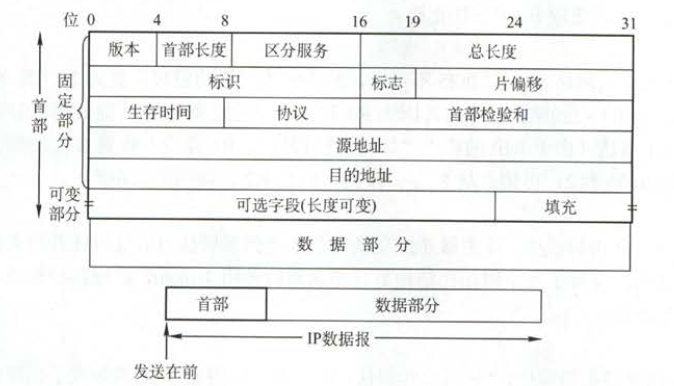 位 0 4 8 16 19 24 31
版本 首部长度 区分服务 总长度
标识 标志 片偏移
生存时间 协议 首部检验和
源地址
目的地址
可选字段(长度可变) 填充
数据部分
首部
固定部分
可变部分
首部 数据部分
IP数据报
发送在前